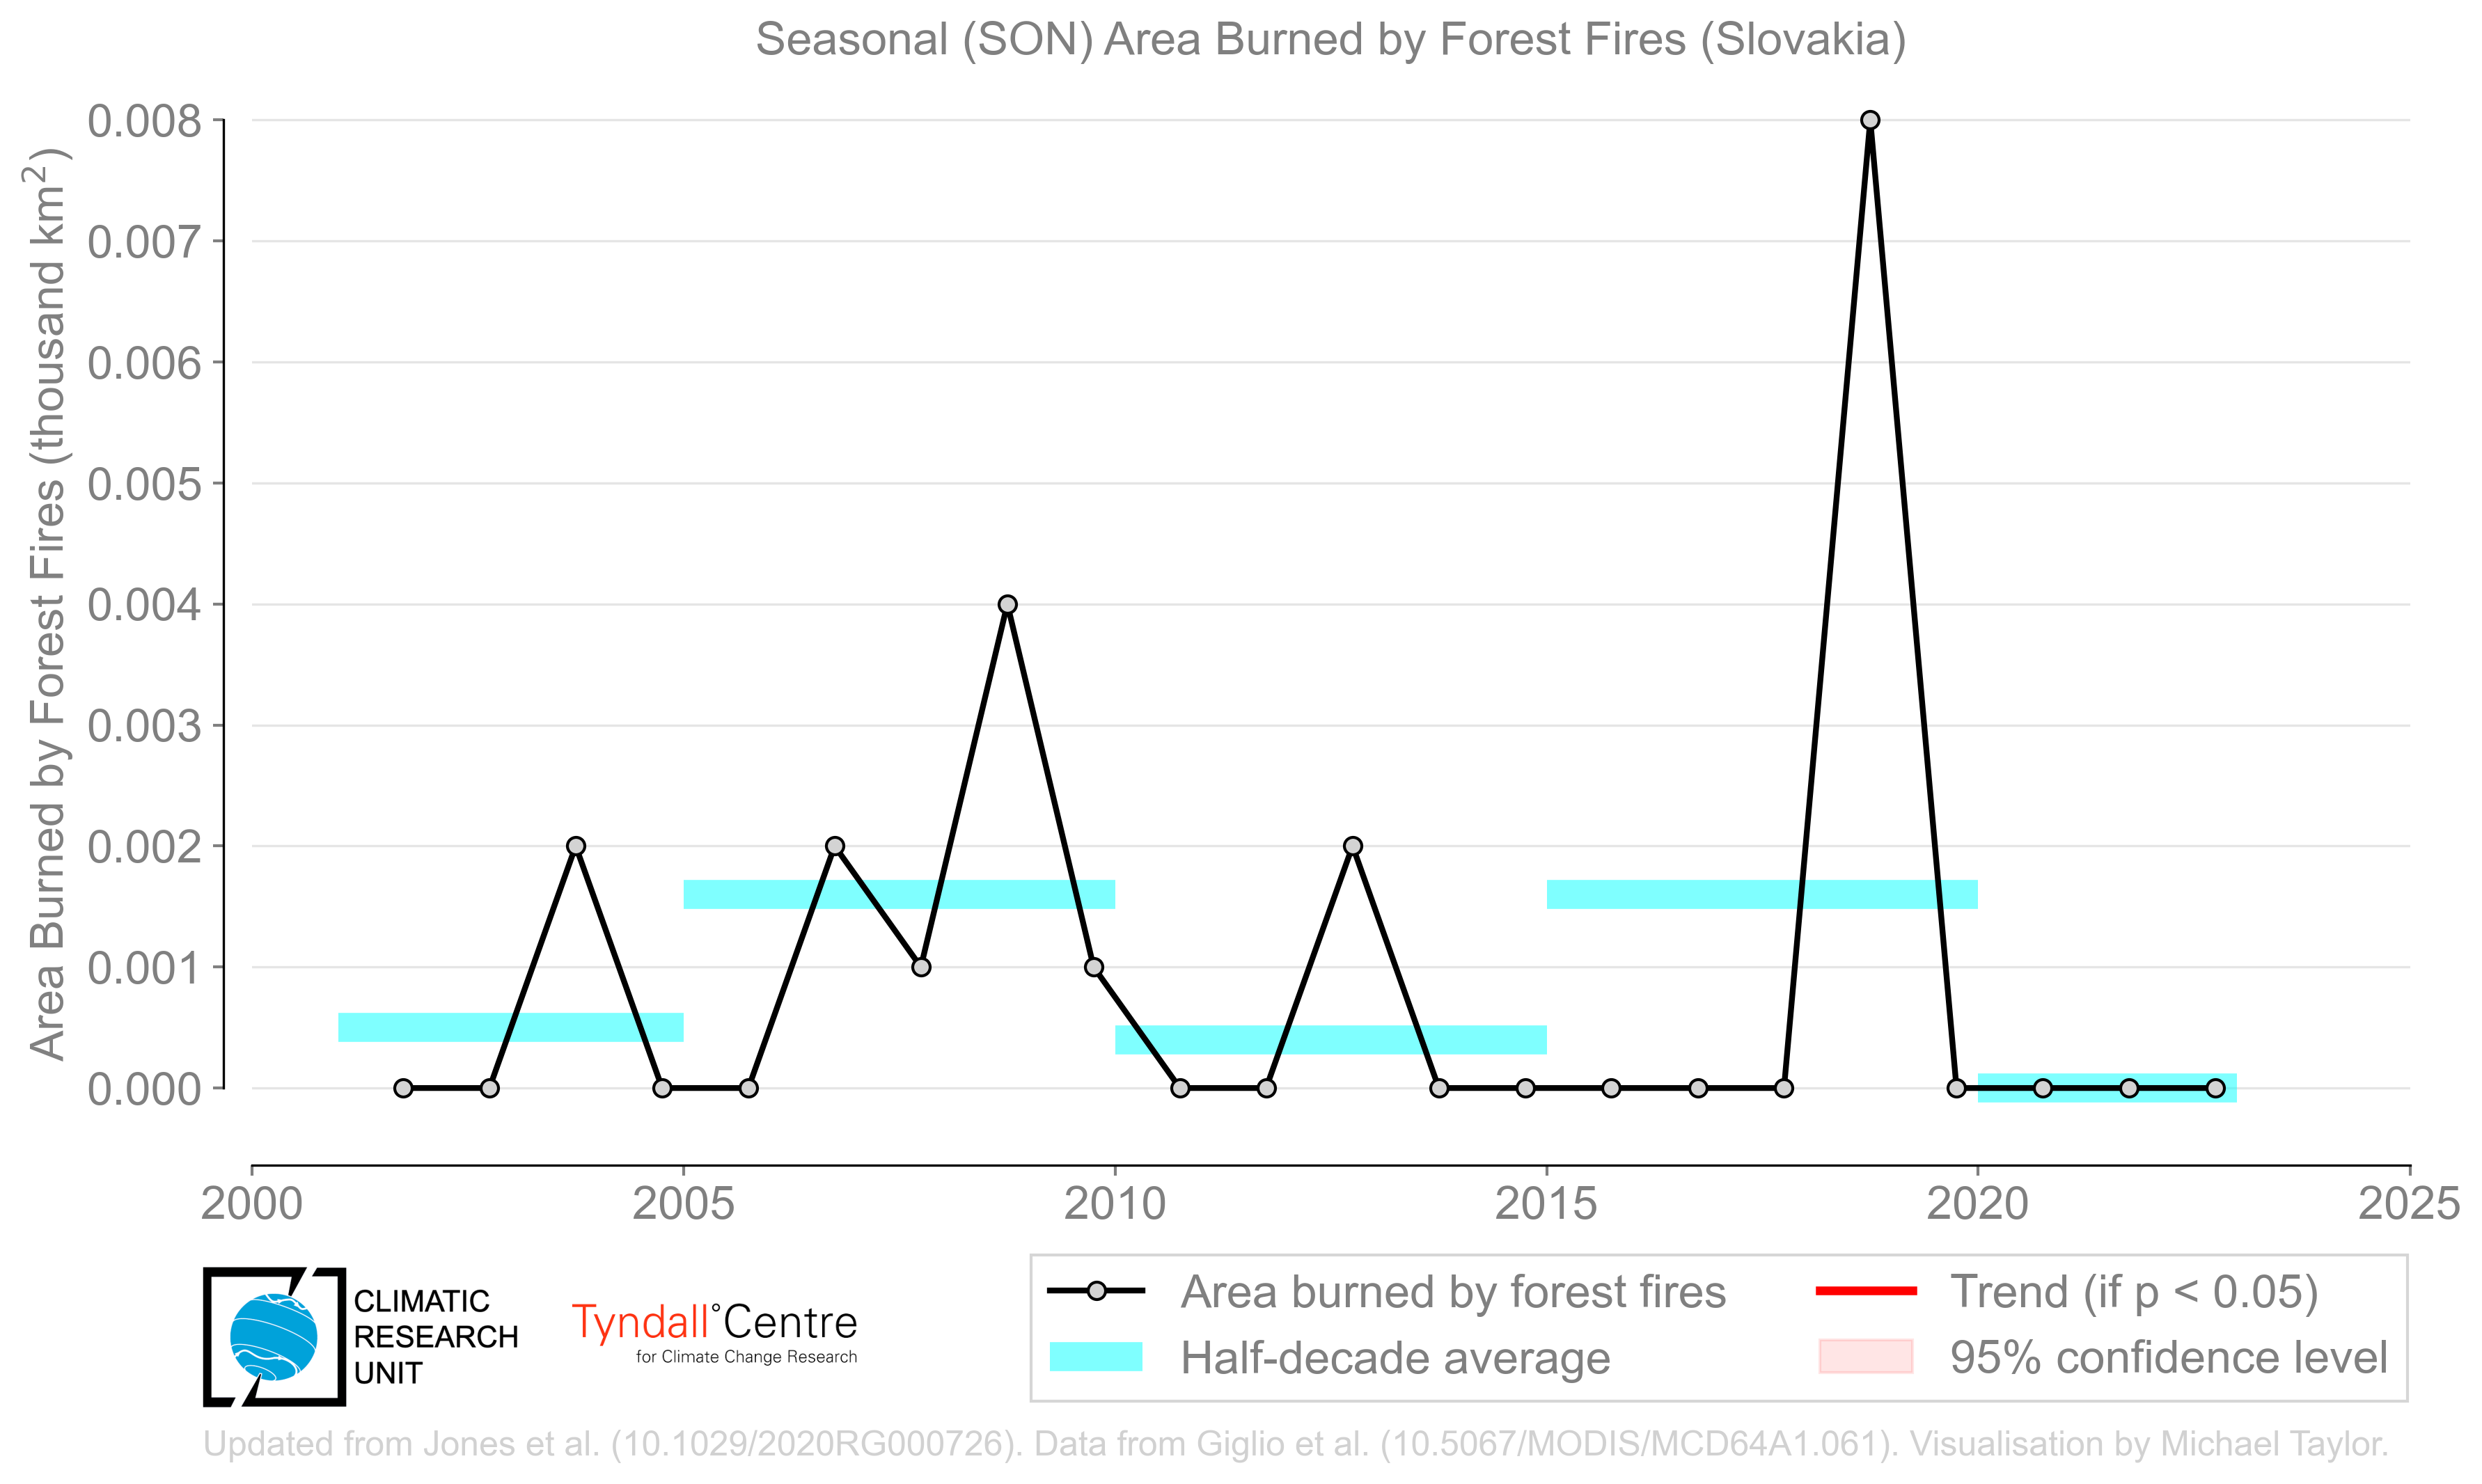 Seasonal (SON) Area Burned by Forest Fires (Slovakia)
Area Burned by Forest Fires (thousand km²)
0.008
0.007
0.006
0.005
0.004
0.003
0.002
0.001
0.000
2000
2005
2010
2015
2020
2025
CLIMATIC
RESEARCH
UNIT
Tyndall°Centre
for Climate Change Research
Area burned by forest fires
Half-decade average
Trend (if p < 0.05)
95% confidence level
Updated from Jones et al. (10.1029/2020RG000726). Data from Giglio et al. (10.5067/MODIS/MCD64A1.061). Visualisation by Michael Taylor.